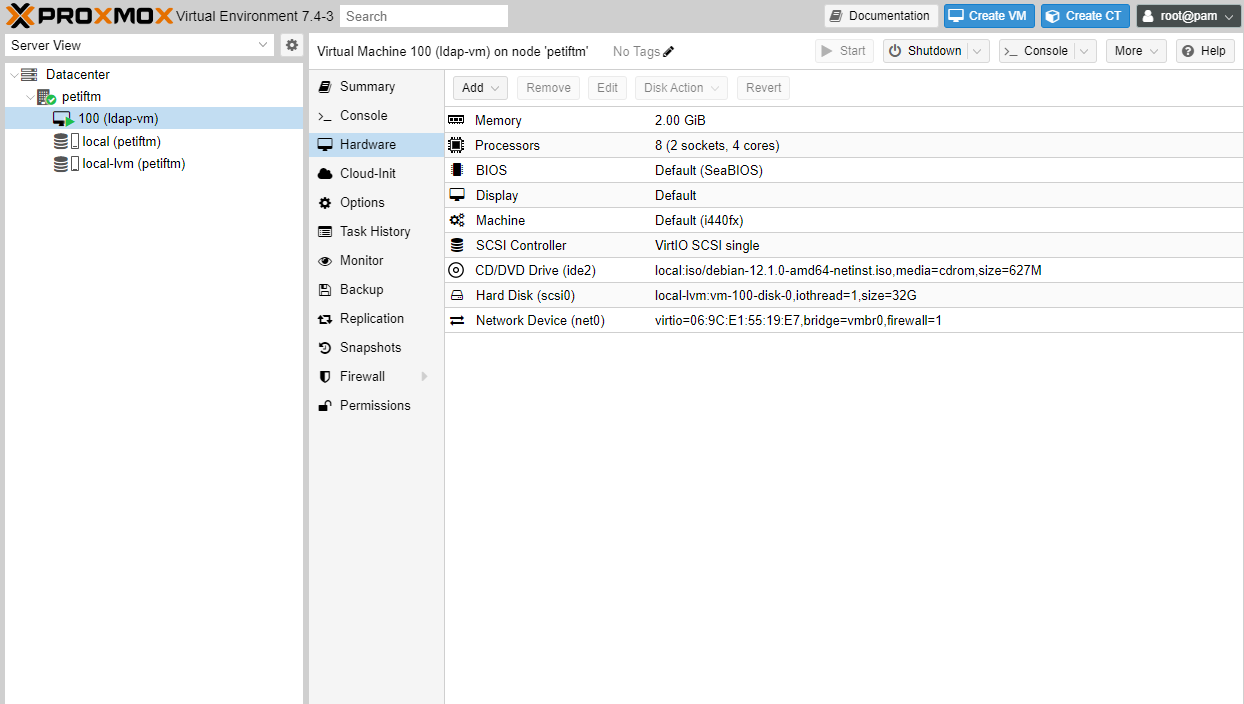 PROXMOX Virtual Environment 7.4-3 Search Documentation Create VM Create CT root@pam
Server View
Datacenter
petiftm
100 (ldap-vm)
local (petiftm)
local-lvm (petiftm)
Virtual Machine 100 (ldap-vm) on node 'petiftm' No Tags Start Shutdown Console More Help
Summary
Console
Hardware
Cloud-Init
Options
Task History
Monitor
Backup
Replication
Snapshots
Firewall
Permissions
Add Remove Edit Disk Action Revert
Memory 2.00 GiB
Processors 8 (2 sockets, 4 cores)
BIOS Default (SeaBIOS)
Display Default
Machine Default (i440fx)
SCSI Controller VirtIO SCSI single
CD/DVD Drive (ide2) local:iso/debian-12.1.0-amd64-netinst.iso,media=cdrom,size=627M
Hard Disk (scsi0) local-lvm:vm-100-disk-0,iothread=1,size=32G
Network Device (net0) virtio=06:9C:E1:55:19:E7,bridge=vmbr0,firewall=1